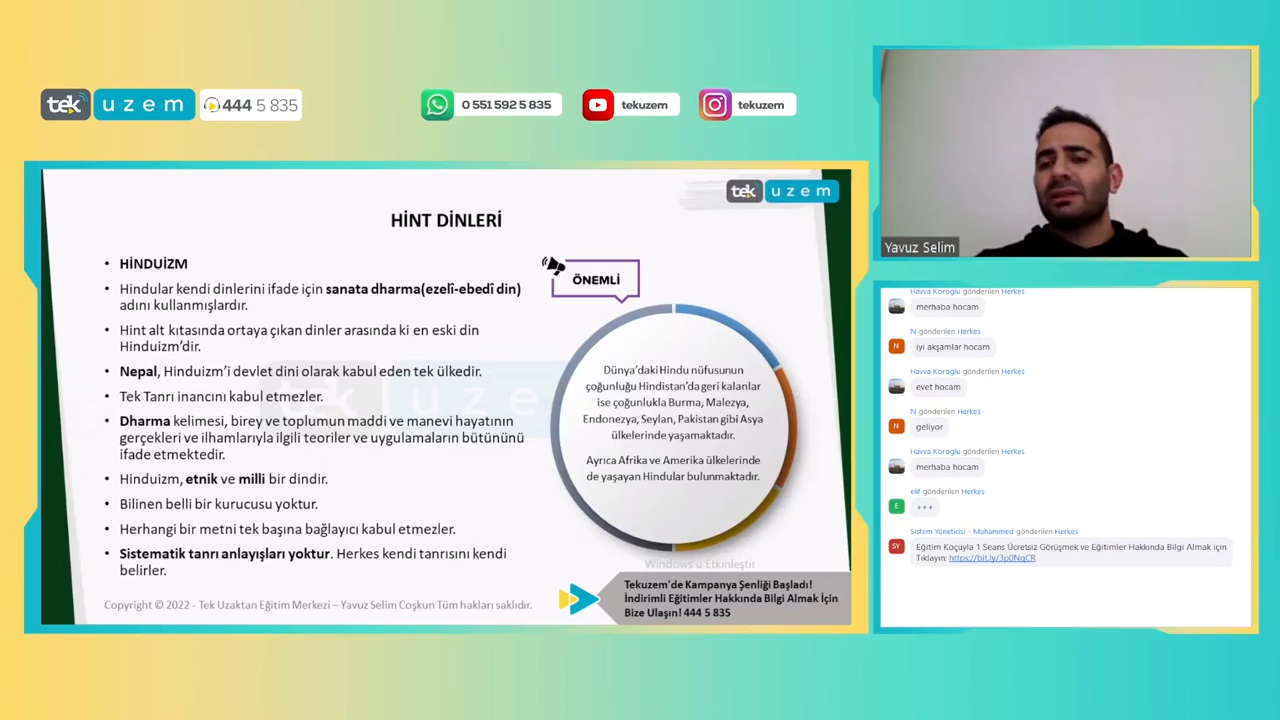 tek uzem 444 5 835
0 551 592 5 835
tekuzem
tekuzem
tek uzem
HİNT DİNLERİ
• HİNDUİZM
• Hindular kendi dinlerini ifade için sanata dharma(ezelî-ebedî din)
adını kullanmışlardır.
• Hint alt kıtasında ortaya çıkan dinler arasında ki en eski din
Hinduizm'dir.
• Nepal, Hinduizm'i devlet dini olarak kabul eden tek ülkedir.
• Tek Tanrı inancını kabul etmezler.
• Dharma kelimesi, birey ve toplumun maddi ve manevi hayatının
gerçekleri ve ilhamlarıyla ilgili teoriler ve uygulamaların bütününü
ifade etmektedir.
• Hinduizm, etnik ve milli bir dindir.
• Bilinen belli bir kurucusu yoktur.
• Herhangi bir metni tek başına bağlayıcı kabul etmezler.
• Sistematik tanrı anlayışları yoktur. Herkes kendi tanrısını kendi
belirler.
ÖNEMLİ
Dünya'daki Hindu nüfusunun
çoğunluğu Hindistan'da geri kalanlar
ise çoğunlukla Burma, Malezya,
Endonezya, Seylan, Pakistan gibi Asya
ülkelerinde yaşamaktadır.
Ayrıca Afrika ve Amerika ülkelerinde
de yaşayan Hindular bulunmaktadır.
tek uzem
Windows'u Etkinleştir
Copyright © 2022 - Tek Uzaktan Eğitim Merkezi – Yavuz Selim Coşkun Tüm hakları saklıdır.
Tekuzem'de Kampanya Şenliği Başladı!
İndirimli Eğitimler Hakkında Bilgi Almak İçin
Bize Ulaşın! 444 5 835
Yavuz Selim
Havva Koroglu gönderilen Herkes
merhaba hocam
N gönderilen Herkes
N
iyi akşamlar hocam
Havva Koroglu gönderilen Herkes
evet hocam
N gönderilen Herkes
N
geliyor
Havva Koroglu gönderilen Herkes
merhaba hocam
elif gönderilen Herkes
E
+++
Sistem Yöneticisi - Muhammed gönderilen Herkes
SY
Eğitim Koçuyla 1 Seans Ücretsiz Görüşmek ve Eğitimler Hakkında Bilgi Almak için
Tıklayın: https://bit.ly/3p0NqCR